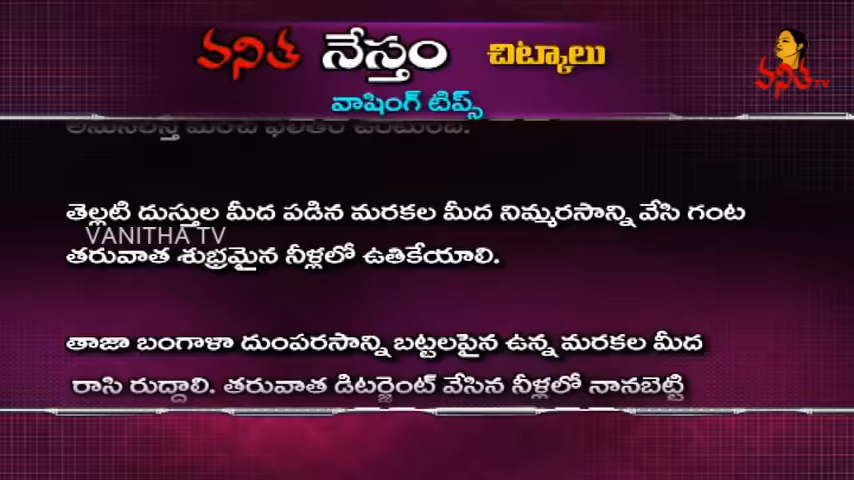 వనిత నేస్తం చిట్కాలు
వనిత TV
వాషింగ్ టిప్స్
తెల్లటి దుస్తుల మీద పడిన మరకల మీద నిమ్మరసాన్ని వేసి గంట
VANITHA TV
తరువాత శుభ్రమైన నీళ్లలో ఉతికేయాలి.
తాజా బంగాళా దుంపరసాన్ని బట్టలపైన ఉన్న మరకల మీద
రాసి రుద్దాలి. తరువాత డిటర్జెంట్ వేసిన నీళ్లలో నానబెట్టి